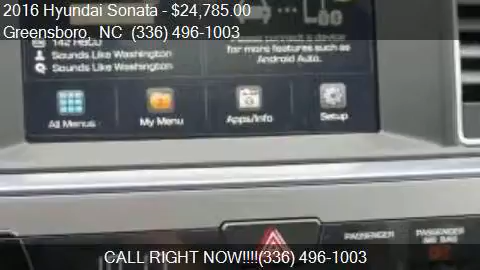 2016 Hyundai Sonata - $24,785.00
Greensboro, NC (336) 496-1003
connect a device
for more features such as
Android Auto.
Sounds Like Washington
Sounds Like Washington
All Menus
My Menu
Apps/Info
Setup
PASSENGER
PASSENGER
AIR BAG
CALL RIGHT NOW!!!!(336) 496-1003